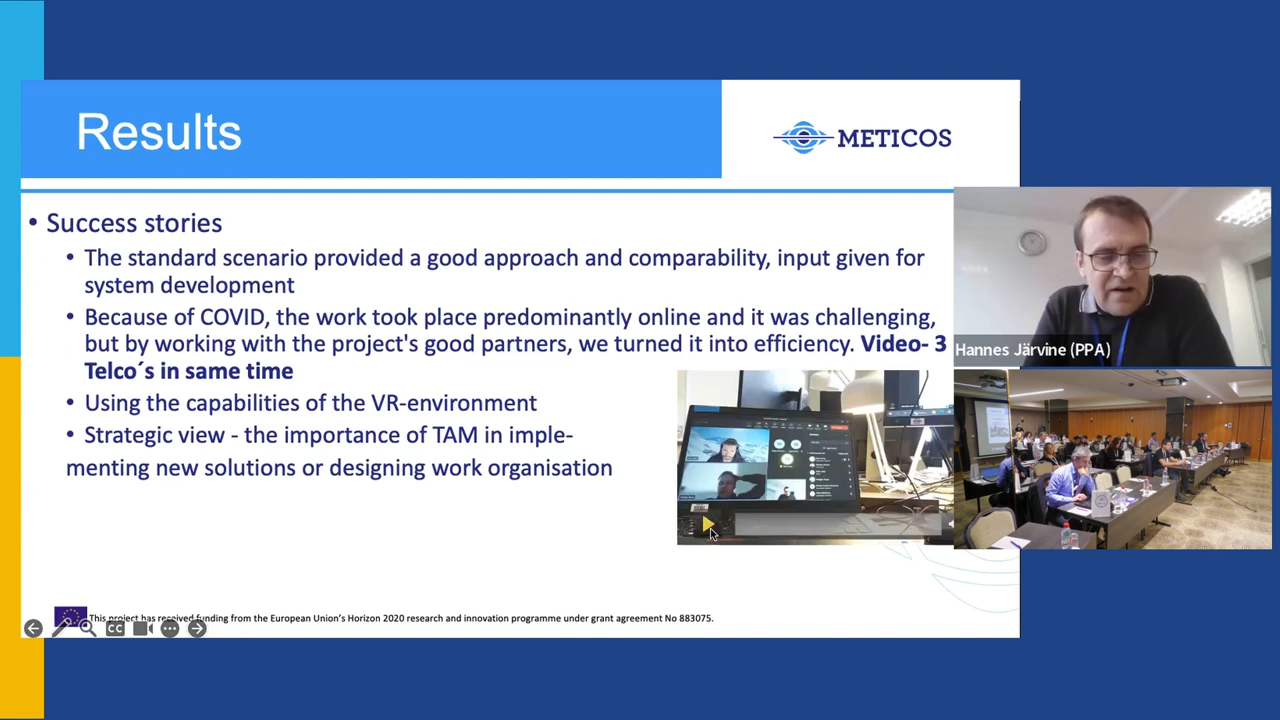 Results
METICOS
• Success stories
• The standard scenario provided a good approach and comparability, input given for
system development
• Because of COVID, the work took place predominantly online and it was challenging,
but by working with the project's good partners, we turned it into efficiency. Video- 3
Telco´s in same time
• Using the capabilities of the VR-environment
• Strategic view - the importance of TAM in imple-
menting new solutions or designing work organisation
Hannes Järvine (PPA)
This project has received funding from the European Union's Horizon 2020 research and innovation programme under grant agreement No 883075.
CC